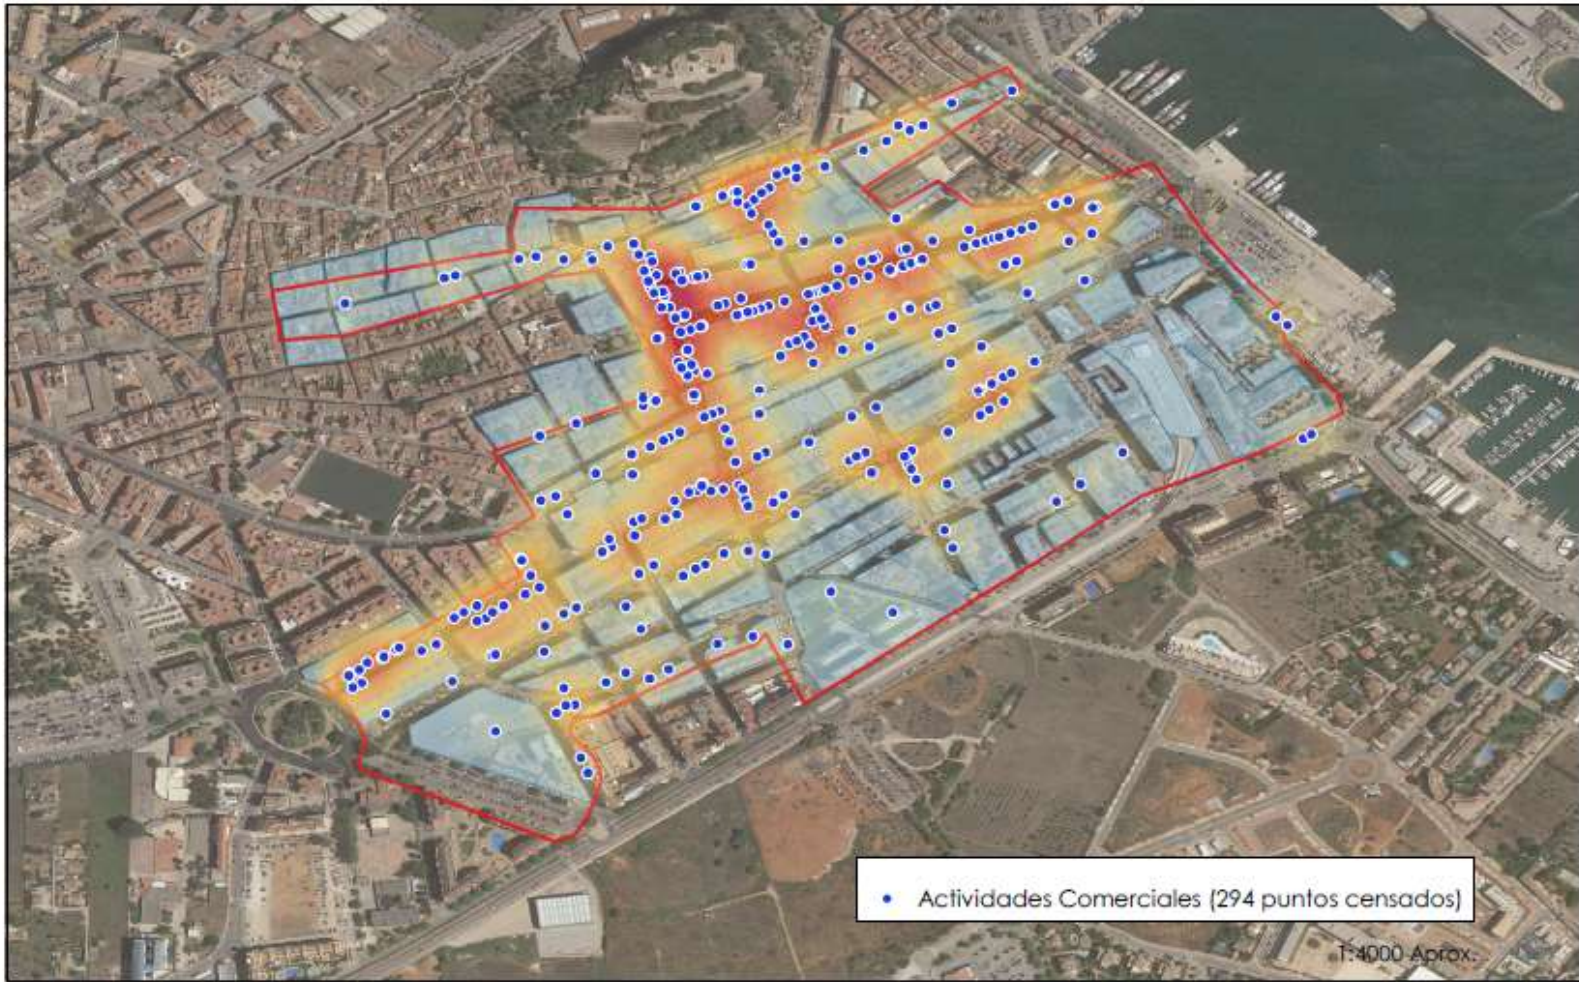 Actividades Comerciales (294 puntos censados)
1:4000 Aprox.